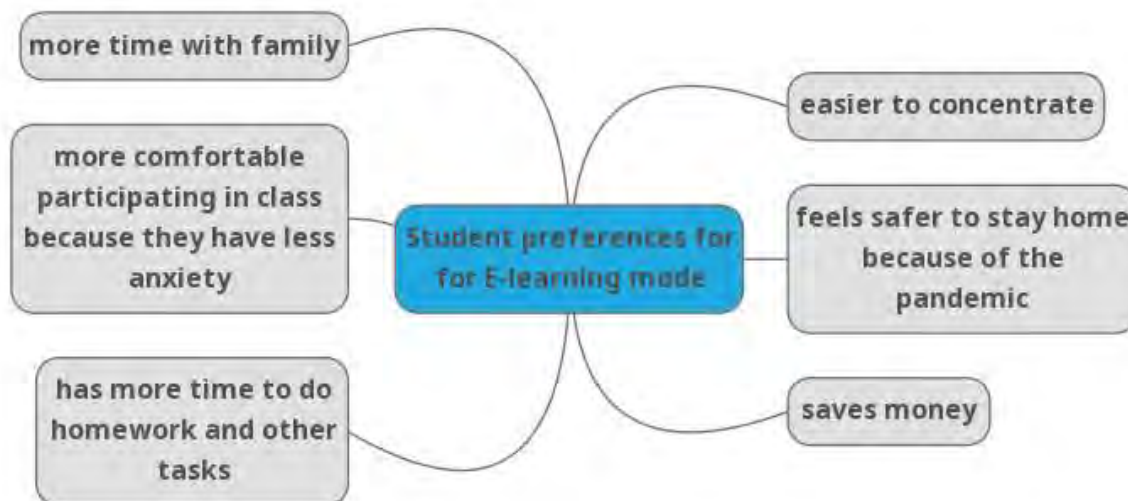 more time with family
more comfortable
participating in class
because they have less
anxiety
has more time to do
homework and other
tasks
Student preferences for
for E-learning mode
easier to concentrate
feels safer to stay home
because of the
pandemic
saves money